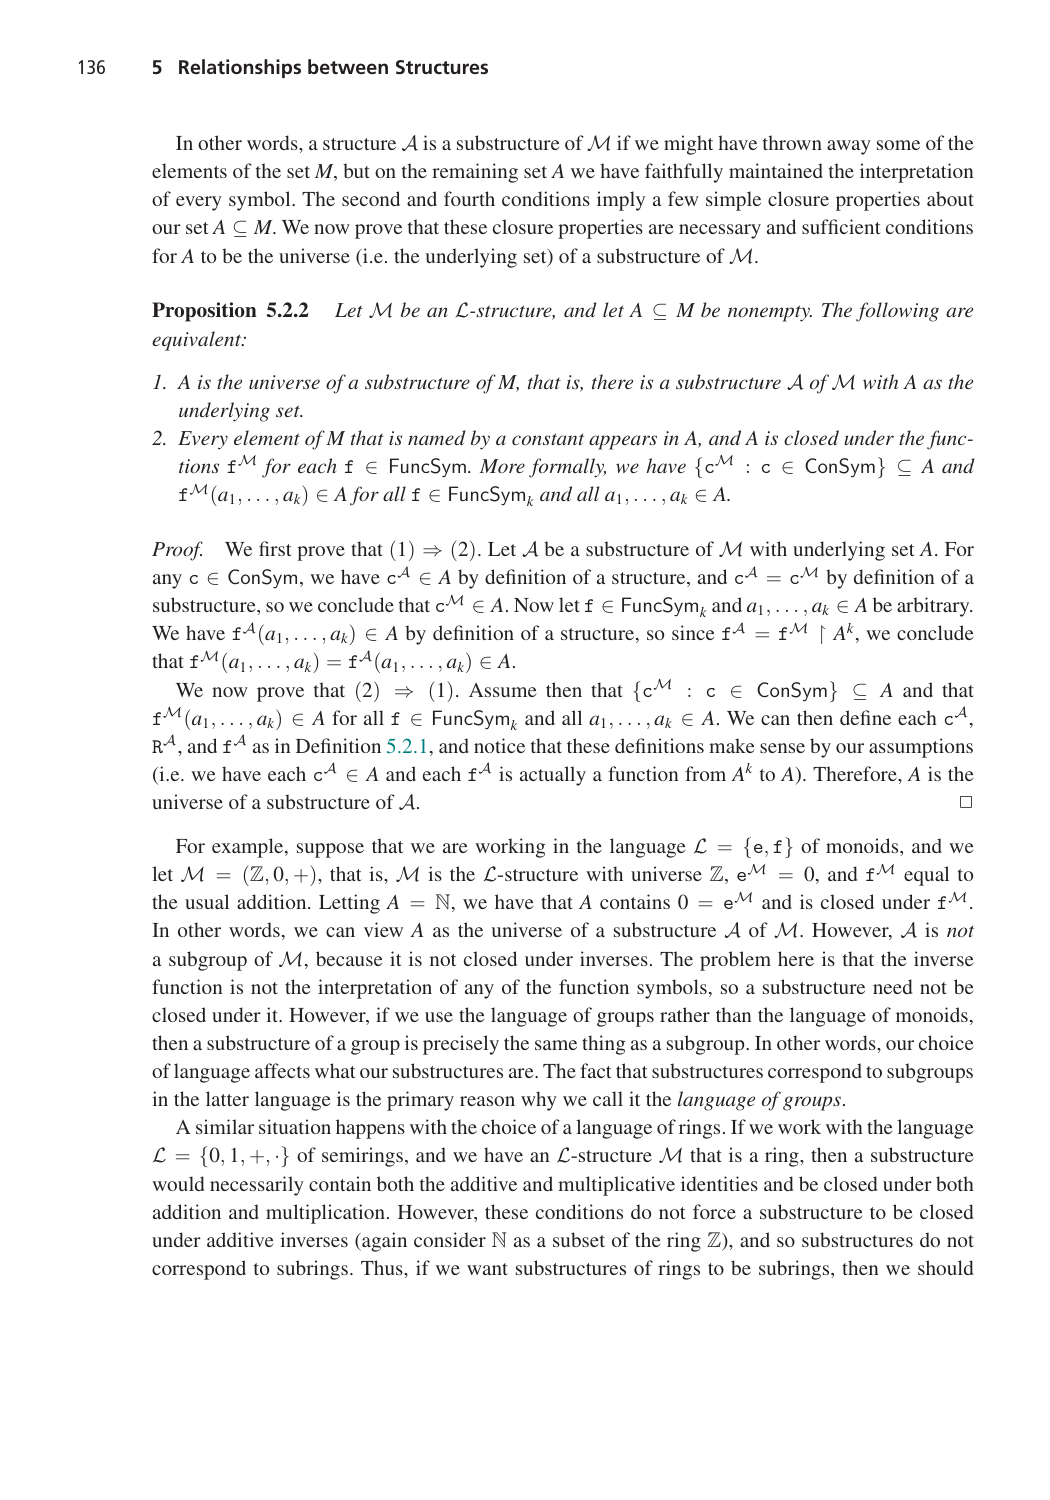 136 5 Relationships between Structures
In other words, a structure 𝒜 is a substructure of ℳ if we might have thrown away some of the
elements of the set M, but on the remaining set A we have faithfully maintained the interpretation
of every symbol. The second and fourth conditions imply a few simple closure properties about
our set A ⊆ M. We now prove that these closure properties are necessary and sufficient conditions
for A to be the universe (i.e. the underlying set) of a substructure of ℳ.
Proposition 5.2.2 Let ℳ be an ℒ-structure, and let A ⊆ M be nonempty. The following are
equivalent:
1. A is the universe of a substructure of M, that is, there is a substructure 𝒜 of ℳ with A as the
underlying set.
2. Every element of M that is named by a constant appears in A, and A is closed under the func-
tions f^ℳ for each f ∈ FuncSym. More formally, we have {c^ℳ : c ∈ ConSym} ⊆ A and
f^ℳ(a₁, . . . , aₖ) ∈ A for all f ∈ FuncSymₖ and all a₁, . . . , aₖ ∈ A.
Proof. We first prove that (1) ⇒ (2). Let 𝒜 be a substructure of ℳ with underlying set A. For
any c ∈ ConSym, we have c^𝒜 ∈ A by definition of a structure, and c^𝒜 = c^ℳ by definition of a
substructure, so we conclude that c^ℳ ∈ A. Now let f ∈ FuncSymₖ and a₁, . . . , aₖ ∈ A be arbitrary.
We have f^𝒜(a₁, . . . , aₖ) ∈ A by definition of a structure, so since f^𝒜 = f^ℳ ↾ A^k, we conclude
that f^ℳ(a₁, . . . , aₖ) = f^𝒜(a₁, . . . , aₖ) ∈ A.
We now prove that (2) ⇒ (1). Assume then that {c^ℳ : c ∈ ConSym} ⊆ A and that
f^ℳ(a₁, . . . , aₖ) ∈ A for all f ∈ FuncSymₖ and all a₁, . . . , aₖ ∈ A. We can then define each c^𝒜,
R^𝒜, and f^𝒜 as in Definition 5.2.1, and notice that these definitions make sense by our assumptions
(i.e. we have each c^𝒜 ∈ A and each f^𝒜 is actually a function from A^k to A). Therefore, A is the
universe of a substructure of 𝒜. □
For example, suppose that we are working in the language ℒ = {e, f} of monoids, and we
let ℳ = (ℤ, 0, +), that is, ℳ is the ℒ-structure with universe ℤ, e^ℳ = 0, and f^ℳ equal to
the usual addition. Letting A = ℕ, we have that A contains 0 = e^ℳ and is closed under f^ℳ.
In other words, we can view A as the universe of a substructure 𝒜 of ℳ. However, 𝒜 is not
a subgroup of ℳ, because it is not closed under inverses. The problem here is that the inverse
function is not the interpretation of any of the function symbols, so a substructure need not be
closed under it. However, if we use the language of groups rather than the language of monoids,
then a substructure of a group is precisely the same thing as a subgroup. In other words, our choice
of language affects what our substructures are. The fact that substructures correspond to subgroups
in the latter language is the primary reason why we call it the language of groups.
A similar situation happens with the choice of a language of rings. If we work with the language
ℒ = {0, 1, +, ·} of semirings, and we have an ℒ-structure ℳ that is a ring, then a substructure
would necessarily contain both the additive and multiplicative identities and be closed under both
addition and multiplication. However, these conditions do not force a substructure to be closed
under additive inverses (again consider ℕ as a subset of the ring ℤ), and so substructures do not
correspond to subrings. Thus, if we want substructures of rings to be subrings, then we should